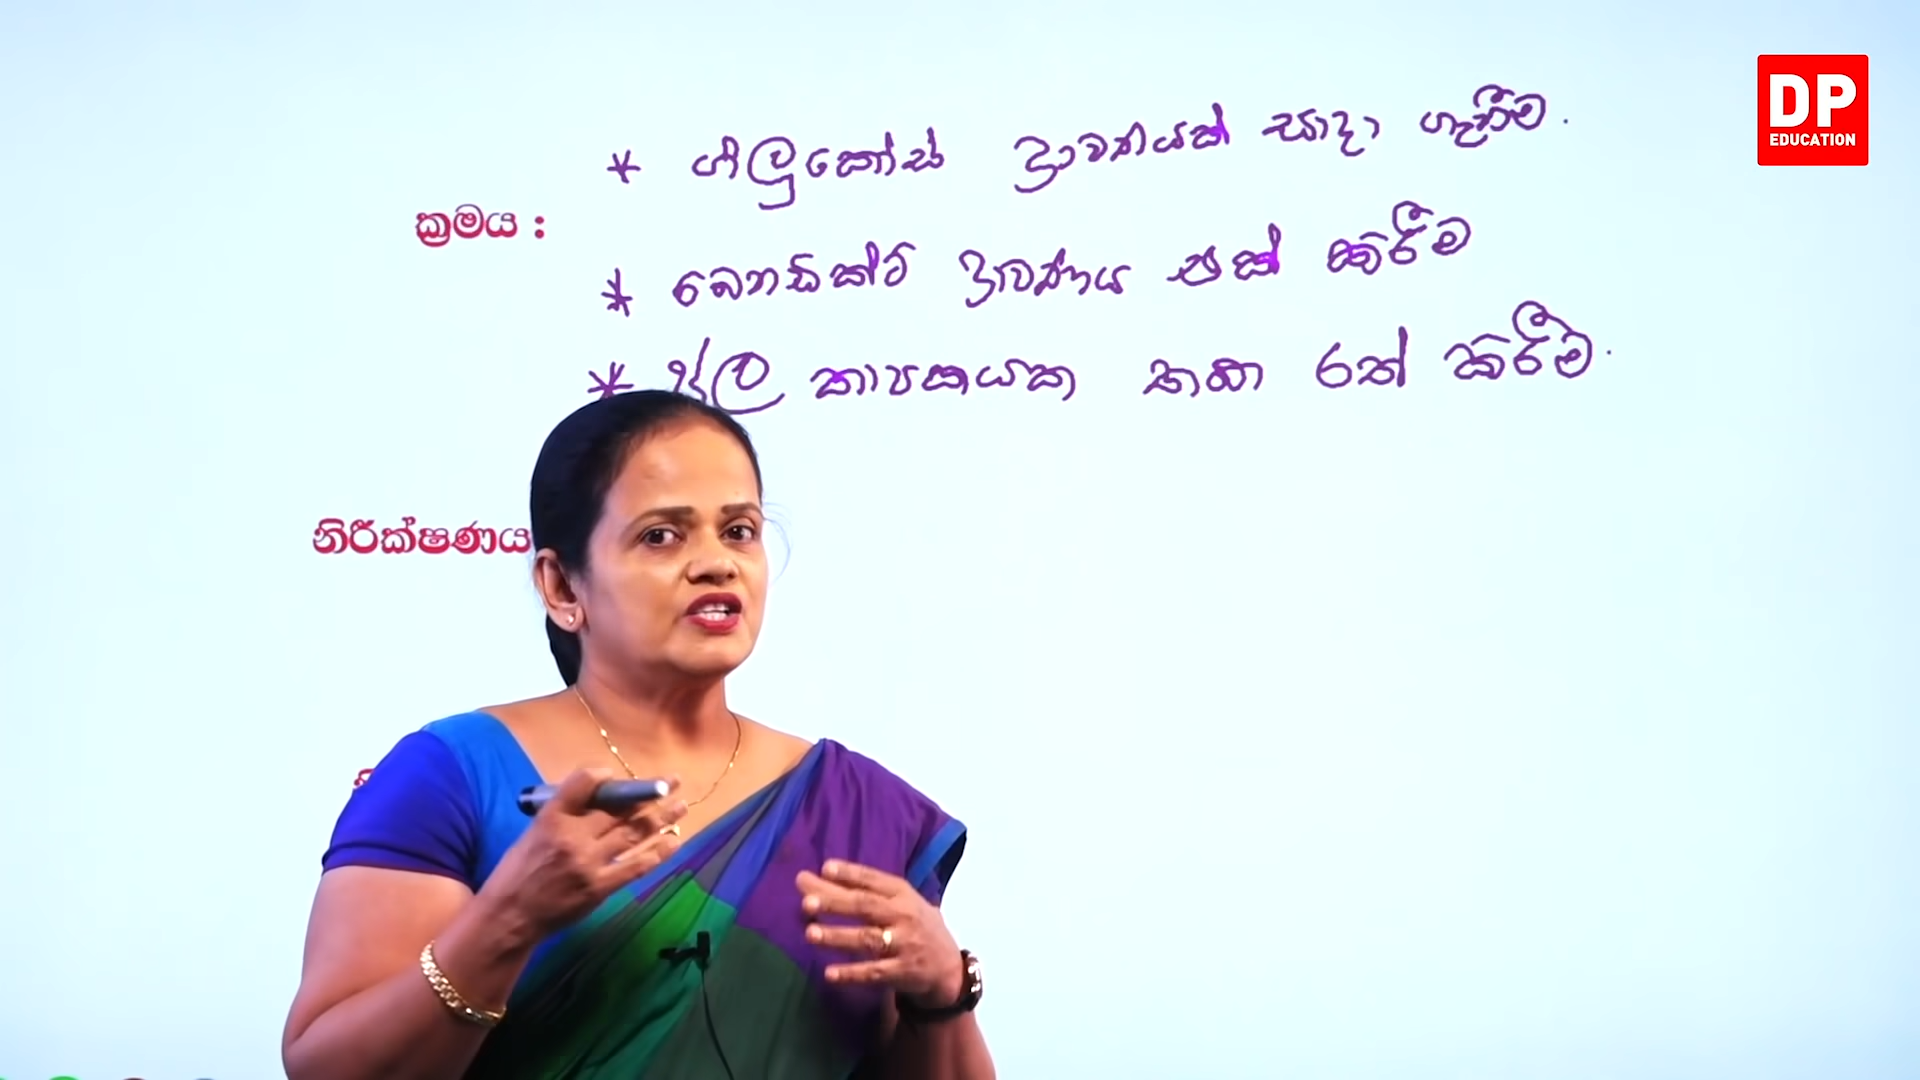 DP
EDUCATION
* ග්ලුකෝස් ද්‍රාවණයක් සාදා ගැනීම.
ක්‍රමය :
* බෙනඩික්ට් ද්‍රාවණය එක් කිරීම
* ජල තාපකයක තබා රත් කිරීම.
නිරීක්ෂණය